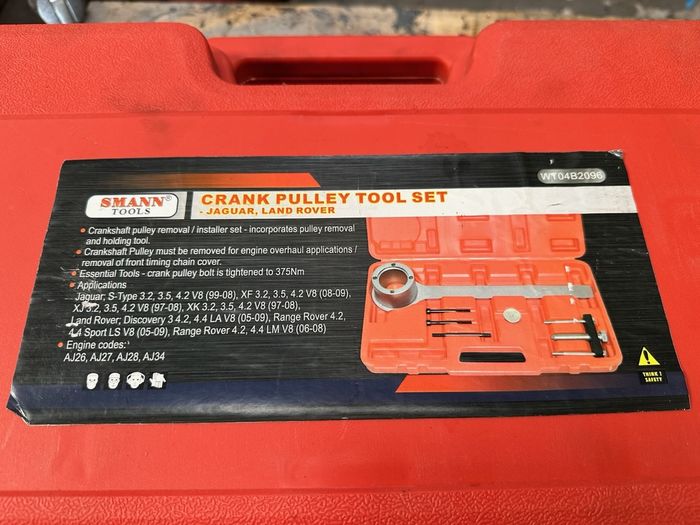 WT04B2096
SMANN®
TOOLS
CRANK PULLEY TOOL SET
- JAGUAR, LAND ROVER
• Crankshaft pulley removal / installer set - incorporates pulley removal
and holding tool.
• Crankshaft Pulley must be removed for engine overhaul applications /
removal of front timing chain cover.
• Essential Tools - crank pulley bolt is tightened to 375Nm
• Applications
Jaguar; S-Type 3.2, 3.5, 4.2 V8 (99-08), XF 3.2, 3.5, 4.2 V8 (08-09),
XJ 3.2, 3.5, 4.2 V8 (97-08), XK 3.2, 3.5, 4.2 V8 (97-08).
Land Rover; Discovery 3 4.2, 4.4 LA V8 (05-09), Range Rover 4.2,
4.4 Sport LS V8 (05-09), Range Rover 4.2, 4.4 LM V8 (06-08)
• Engine codes:
AJ26, AJ27, AJ28, AJ34
THINK !
SAFETY